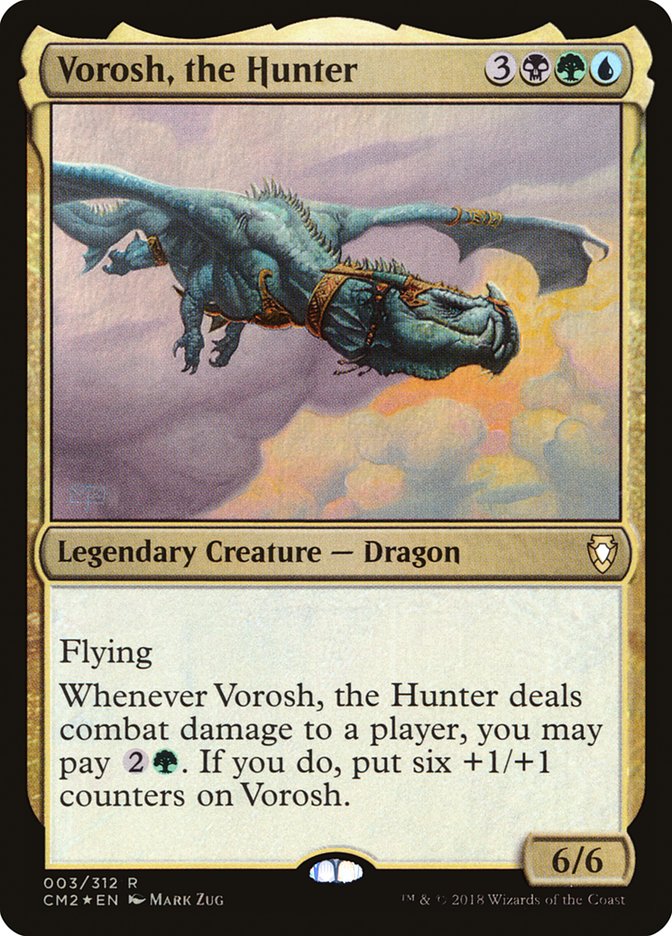 Vorosh, the Hunter 3
Legendary Creature — Dragon
Flying
Whenever Vorosh, the Hunter deals
combat damage to a player, you may
pay 2. If you do, put six +1/+1
counters on Vorosh.
6/6
003/312 R
CM2★EN Mark Zug
™ & © 2018 Wizards of the Coast